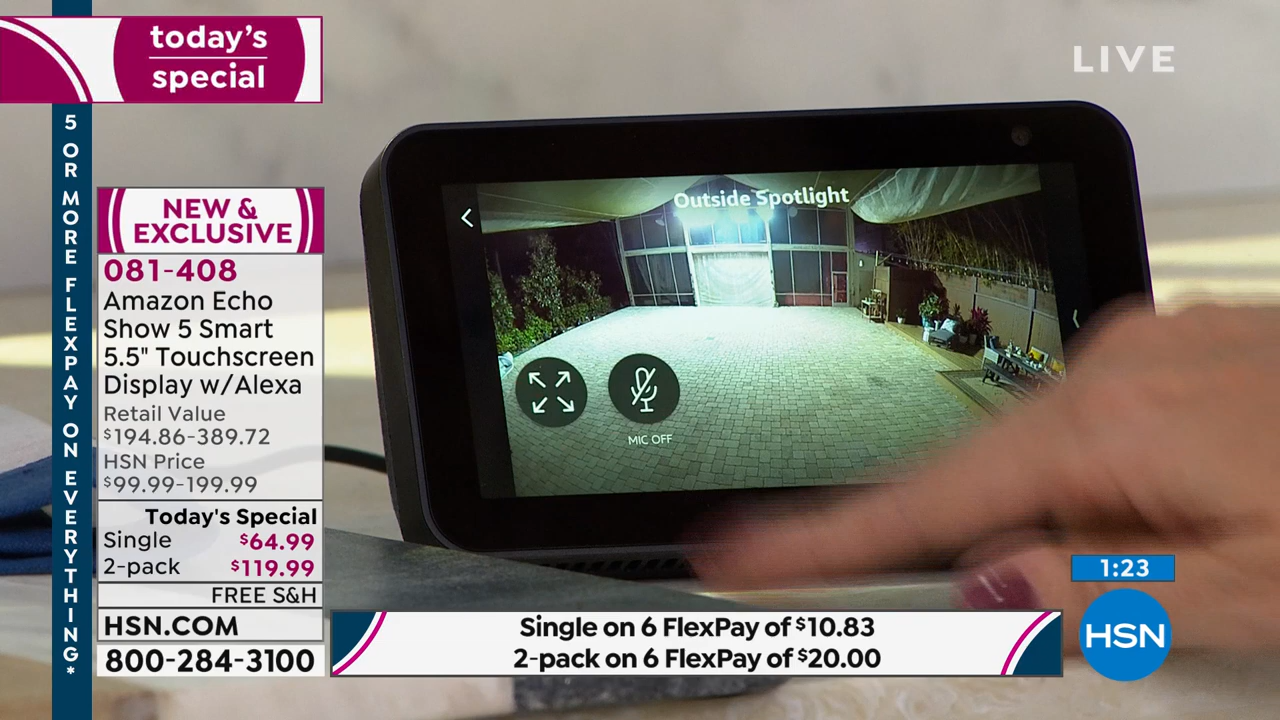 today's
special
LIVE
5 OR MORE FLEXPAY ON EVERYTHING*
NEW &
EXCLUSIVE
081-408
Amazon Echo
Show 5 Smart
5.5" Touchscreen
Display w/Alexa
Retail Value
$194.86-389.72
HSN Price
$99.99-199.99
Today's Special
Single $64.99
2-pack $119.99
FREE S&H
HSN.COM
800-284-3100
Outside Spotlight
MIC OFF
Single on 6 FlexPay of $10.83
2-pack on 6 FlexPay of $20.00
1:23
HSN